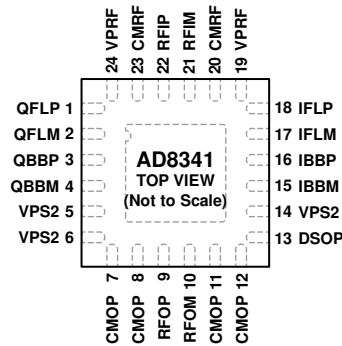 24 VPRF
23 CMRF
22 RFIP
21 RFIM
20 CMRF
19 VPRF
QFLP 1
QFLM 2
QBBP 3
QBBM 4
VPS2 5
VPS2 6
AD8341
TOP VIEW
(Not to Scale)
18 IFLP
17 IFLM
16 IBBP
15 IBBM
14 VPS2
13 DSOP
CMOP 7
CMOP 8
RFOP 9
RFOM 10
CMOP 11
CMOP 12